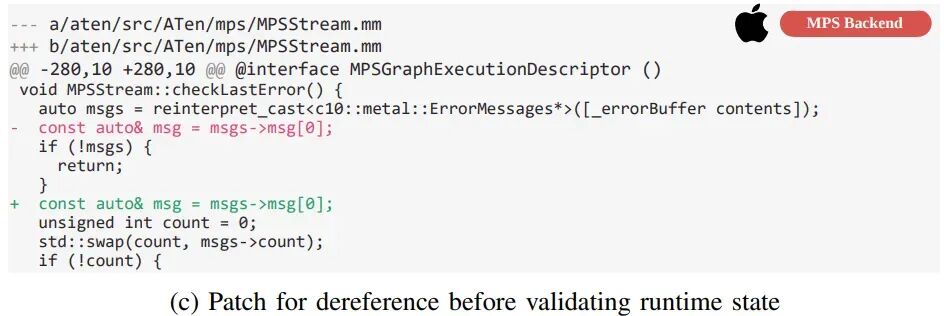 --- a/aten/src/ATen/mps/MPSStream.mm
+++ b/aten/src/ATen/mps/MPSStream.mm
MPS Backend
@@ -280,10 +280,10 @@ @interface MPSGraphExecutionDescriptor ()
 void MPSStream::checkLastError() {
   auto msgs = reinterpret_cast<c10::metal::ErrorMessages*>([_errorBuffer contents]);
-  const auto& msg = msgs->msg[0];
   if (!msgs) {
     return;
   }
+  const auto& msg = msgs->msg[0];
   unsigned int count = 0;
   std::swap(count, msgs->count);
   if (!count) {
(c) Patch for dereference before validating runtime state